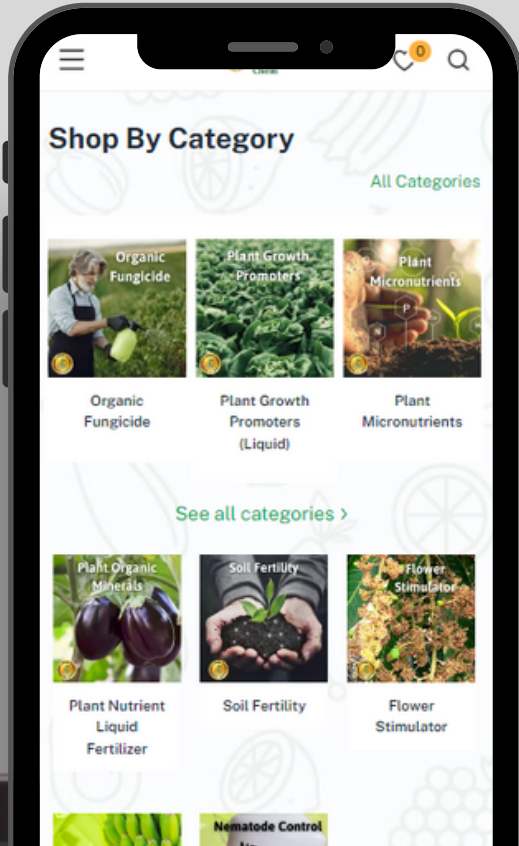 0
Shop By Category
All Categories
Organic
Fungicide
Plant Growth
Promoters
Plant
Micronutrients
P
N
Organic
Fungicide
Plant Growth
Promoters
(Liquid)
Plant
Micronutrients
See all categories >
Plant Organic
Minerals
Soil Fertility
Flower
Stimulator
Plant Nutrient
Liquid
Fertilizer
Soil Fertility
Flower
Stimulator
Nematode Control